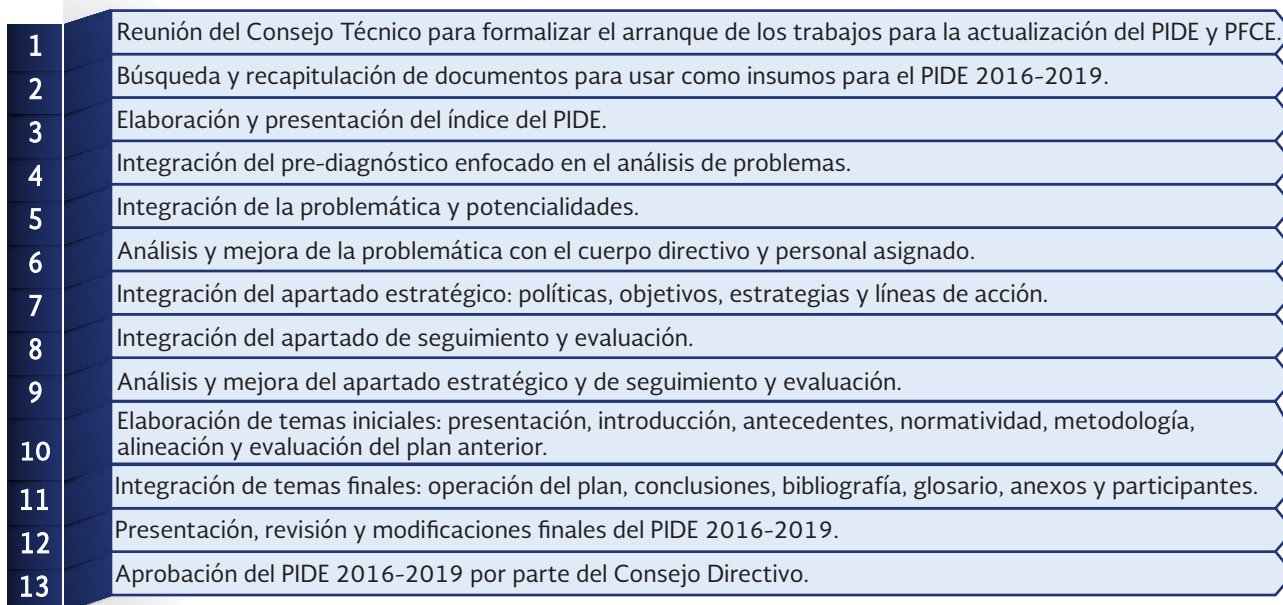 1 Reunión del Consejo Técnico para formalizar el arranque de los trabajos para la actualización del PIDE y PFCE.
2 Búsqueda y recapitulación de documentos para usar como insumos para el PIDE 2016-2019.
3 Elaboración y presentación del índice del PIDE.
4 Integración del pre-diagnóstico enfocado en el análisis de problemas.
5 Integración de la problemática y potencialidades.
6 Análisis y mejora de la problemática con el cuerpo directivo y personal asignado.
7 Integración del apartado estratégico: políticas, objetivos, estrategias y líneas de acción.
8 Integración del apartado de seguimiento y evaluación.
9 Análisis y mejora del apartado estratégico y de seguimiento y evaluación.
10 Elaboración de temas iniciales: presentación, introducción, antecedentes, normatividad, metodología,
alineación y evaluación del plan anterior.
11 Integración de temas finales: operación del plan, conclusiones, bibliografía, glosario, anexos y participantes.
12 Presentación, revisión y modificaciones finales del PIDE 2016-2019.
13 Aprobación del PIDE 2016-2019 por parte del Consejo Directivo.